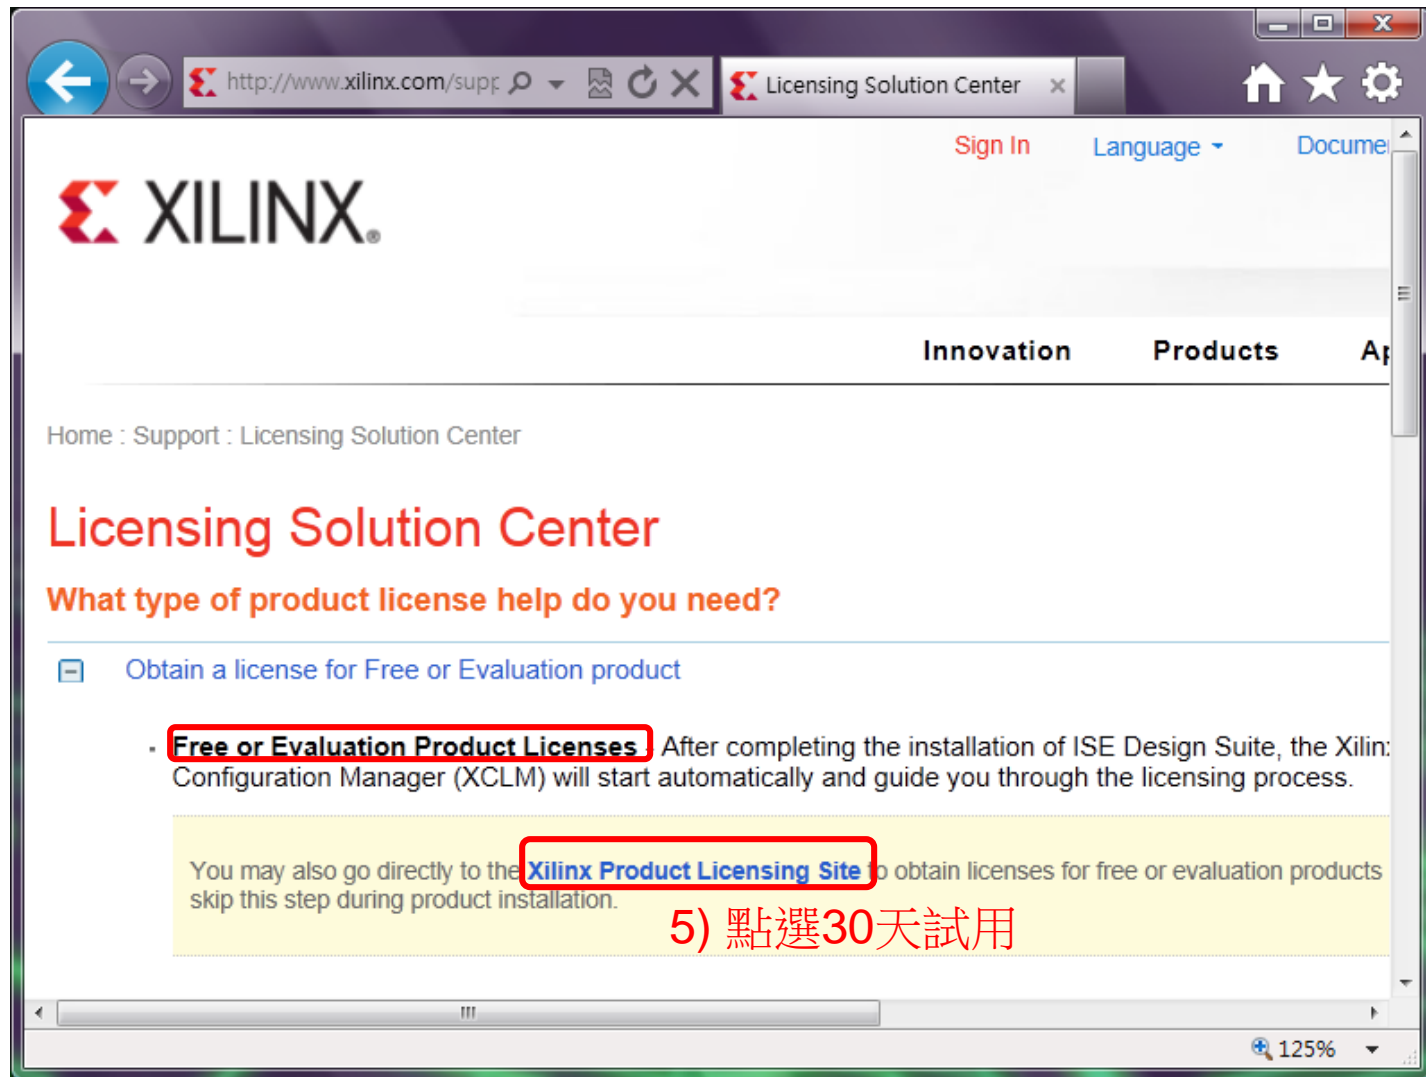 http://www.xilinx.com/supp
Licensing Solution Center
Sign In Language Documen
XILINX®
Innovation Products Ap
Home : Support : Licensing Solution Center
Licensing Solution Center
What type of product license help do you need?
Obtain a license for Free or Evaluation product
Free or Evaluation Product Licenses - After completing the installation of ISE Design Suite, the Xilin
Configuration Manager (XCLM) will start automatically and guide you through the licensing process.
You may also go directly to the Xilinx Product Licensing Site to obtain licenses for free or evaluation products
skip this step during product installation.
5) 點選30天試用
125%